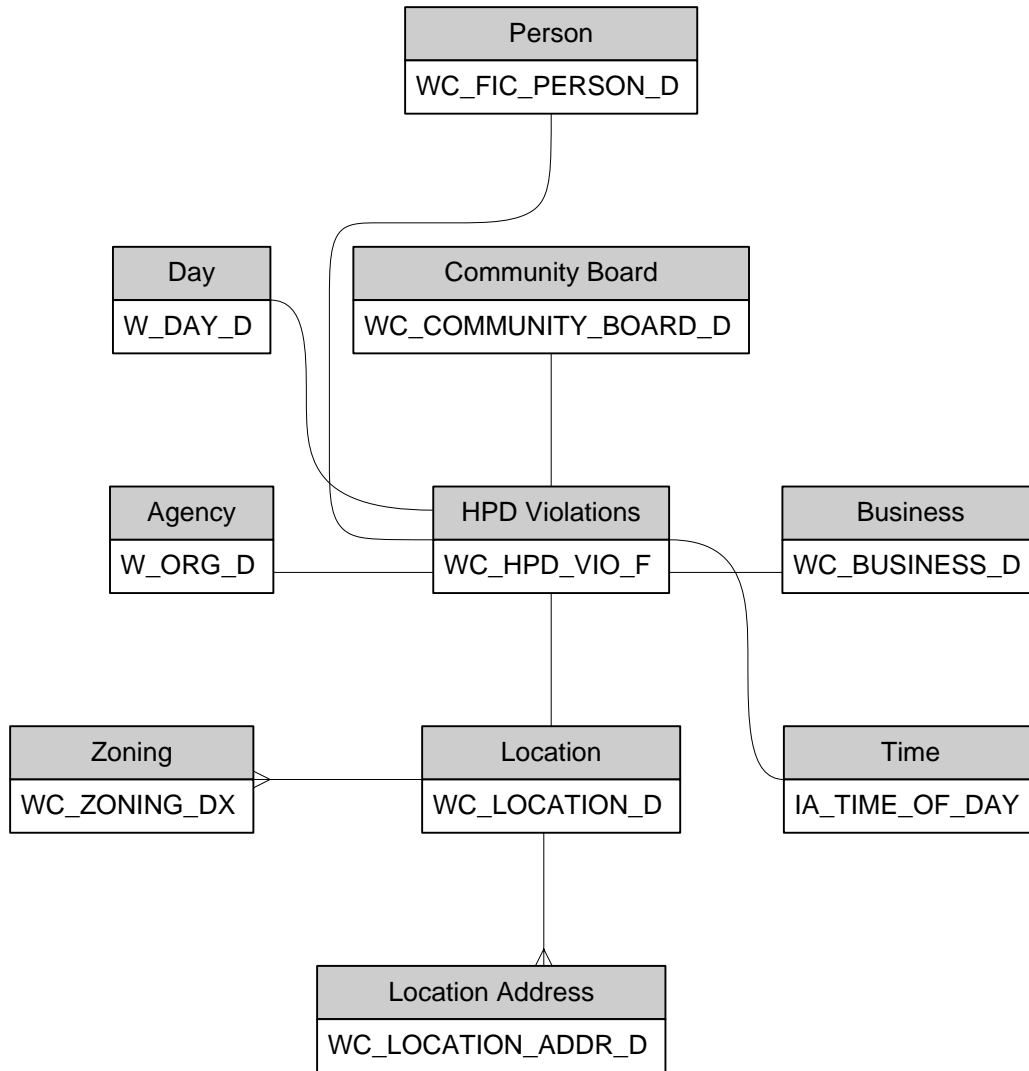 Person
WC_FIC_PERSON_D
Day
W_DAY_D
Community Board
WC_COMMUNITY_BOARD_D
Agency
W_ORG_D
HPD Violations
WC_HPD_VIO_F
Business
WC_BUSINESS_D
Zoning
WC_ZONING_DX
Location
WC_LOCATION_D
Time
IA_TIME_OF_DAY
Location Address
WC_LOCATION_ADDR_D